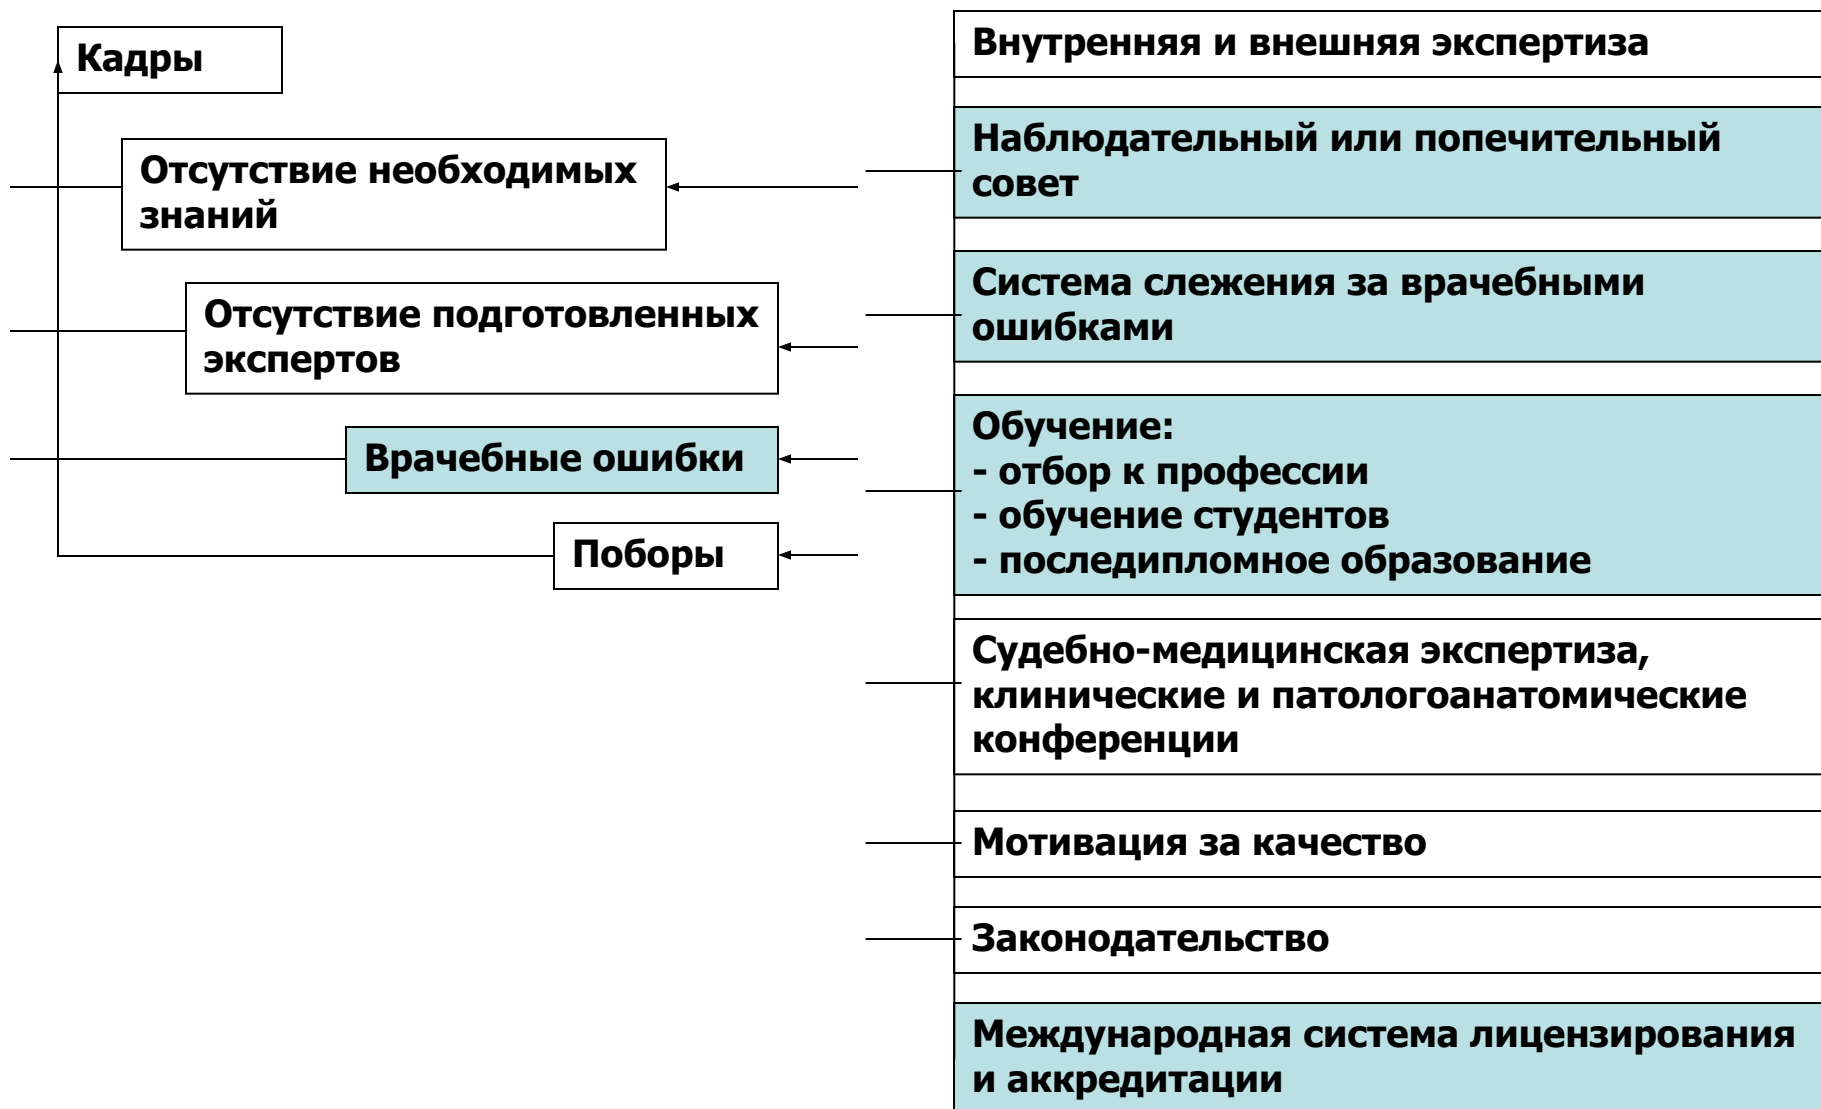 Кадры
Отсутствие необходимых
знаний
Отсутствие подготовленных
экспертов
Врачебные ошибки
Поборы
Внутренняя и внешняя экспертиза
Наблюдательный или попечительный
совет
Система слежения за врачебными
ошибками
Обучение:
- отбор к профессии
- обучение студентов
- последипломное образование
Судебно-медицинская экспертиза,
клинические и патологоанатомические
конференции
Мотивация за качество
Законодательство
Международная система лицензирования
и аккредитации